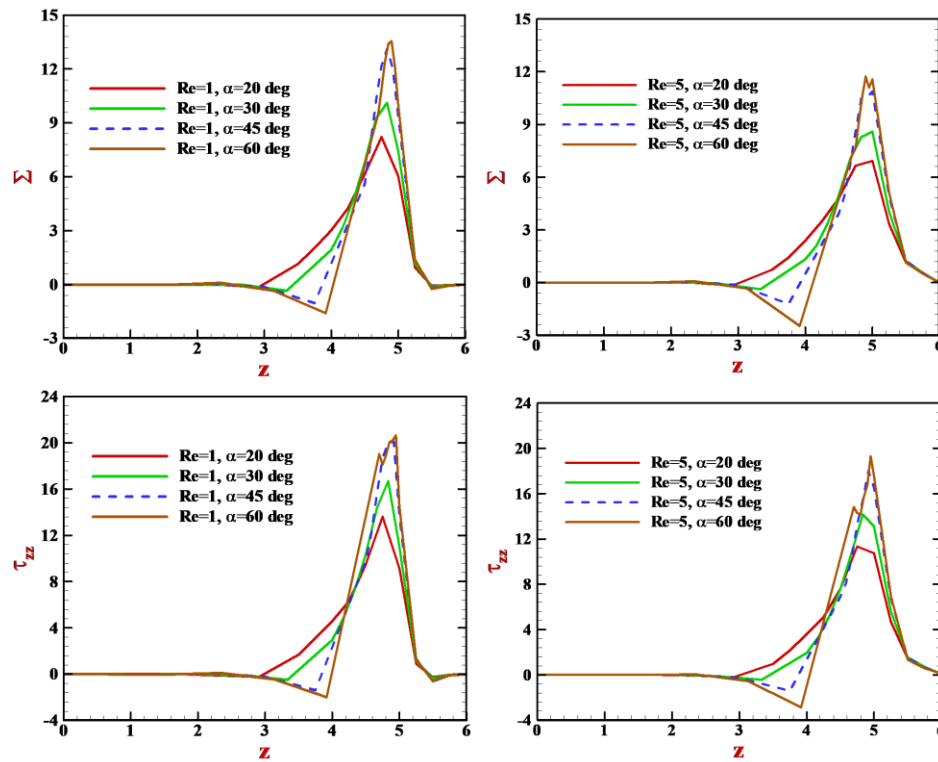 15
12
9
6
3
0
-3
Σ
Re=1, α=20 deg
Re=1, α=30 deg
Re=1, α=45 deg
Re=1, α=60 deg
0 1 2 3 4 5 6
z
15
12
9
6
3
0
-3
Σ
Re=5, α=20 deg
Re=5, α=30 deg
Re=5, α=45 deg
Re=5, α=60 deg
0 1 2 3 4 5 6
z
24
20
16
12
8
4
0
-4
τzz
Re=1, α=20 deg
Re=1, α=30 deg
Re=1, α=45 deg
Re=1, α=60 deg
0 1 2 3 4 5 6
z
24
20
16
12
8
4
0
-4
τzz
Re=5, α=20 deg
Re=5, α=30 deg
Re=5, α=45 deg
Re=5, α=60 deg
0 1 2 3 4 5 6
z